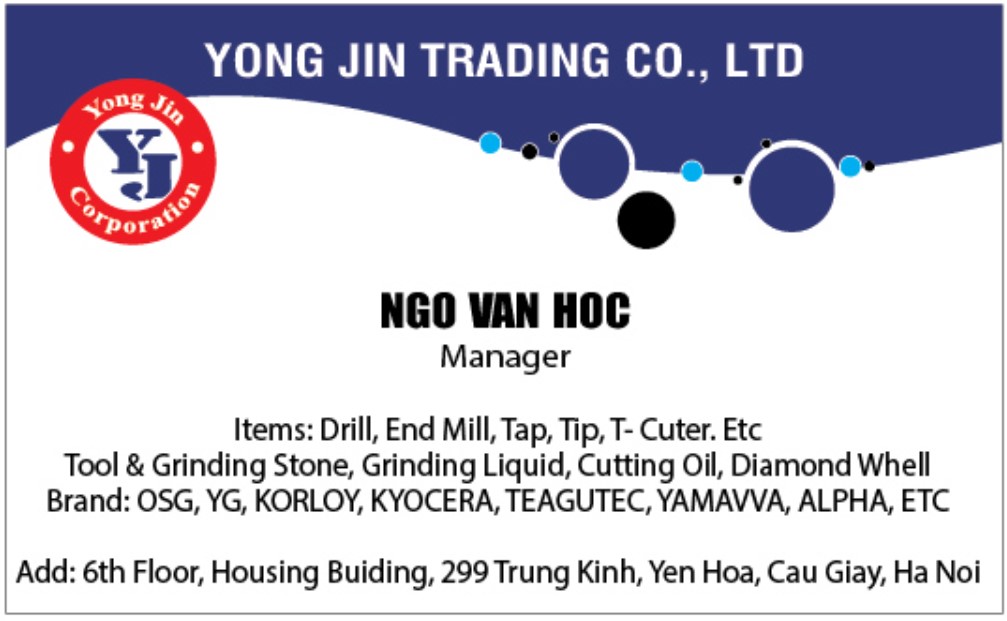 YONG JIN TRADING CO., LTD
Yong Jin
YJ
Corporation
NGO VAN HOC
Manager
Items: Drill, End Mill, Tap, Tip, T- Cuter. Etc
Tool & Grinding Stone, Grinding Liquid, Cutting Oil, Diamond Whell
Brand: OSG, YG, KORLOY, KYOCERA, TEAGUTEC, YAMAVVA, ALPHA, ETC
Add: 6th Floor, Housing Buiding, 299 Trung Kinh, Yen Hoa, Cau Giay, Ha Noi